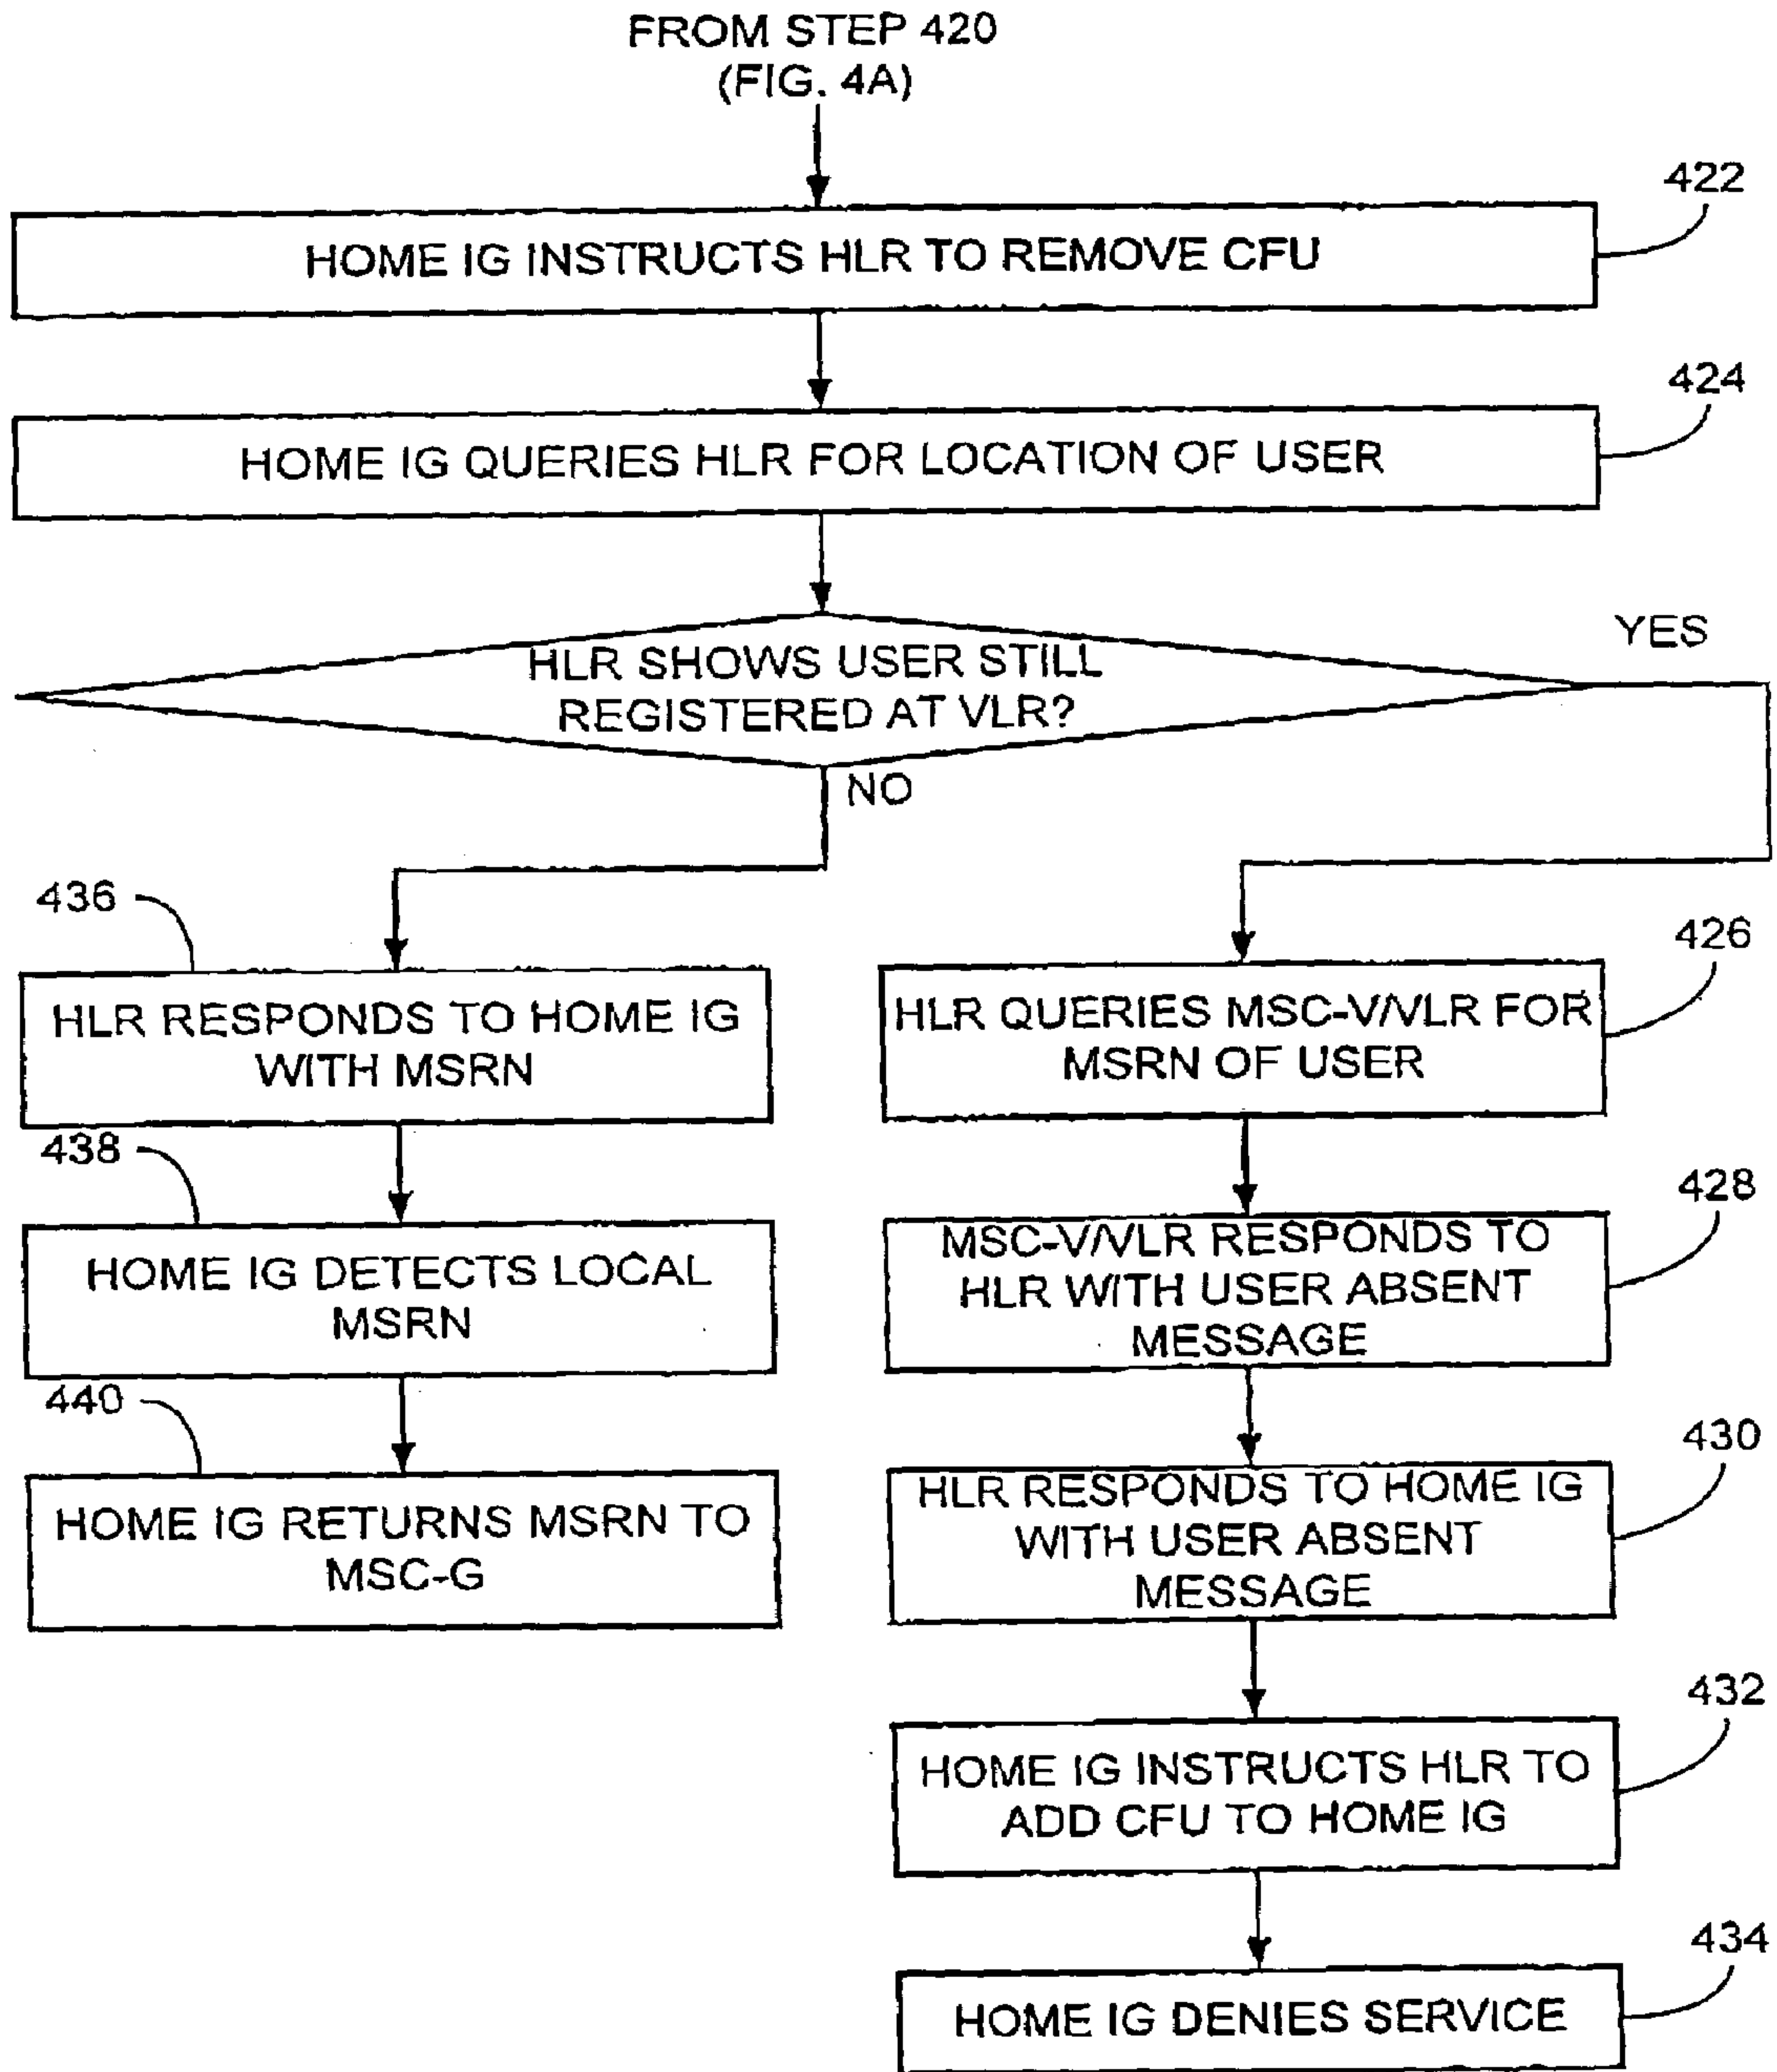 FROM STEP 420
(FIG. 4A)
422
HOME IG INSTRUCTS HLR TO REMOVE CFU
424
HOME IG QUERIES HLR FOR LOCATION OF USER
YES
HLR SHOWS USER STILL
REGISTERED AT VLR?
NO
436
HLR RESPONDS TO HOME IG
WITH MSRN
438
HOME IG DETECTS LOCAL
MSRN
440
HOME IG RETURNS MSRN TO
MSC-G
426
HLR QUERIES MSC-V/VLR FOR
MSRN OF USER
428
MSC-V/VLR RESPONDS TO
HLR WITH USER ABSENT
MESSAGE
430
HLR RESPONDS TO HOME IG
WITH USER ABSENT
MESSAGE
432
HOME IG INSTRUCTS HLR TO
ADD CFU TO HOME IG
434
HOME IG DENIES SERVICE